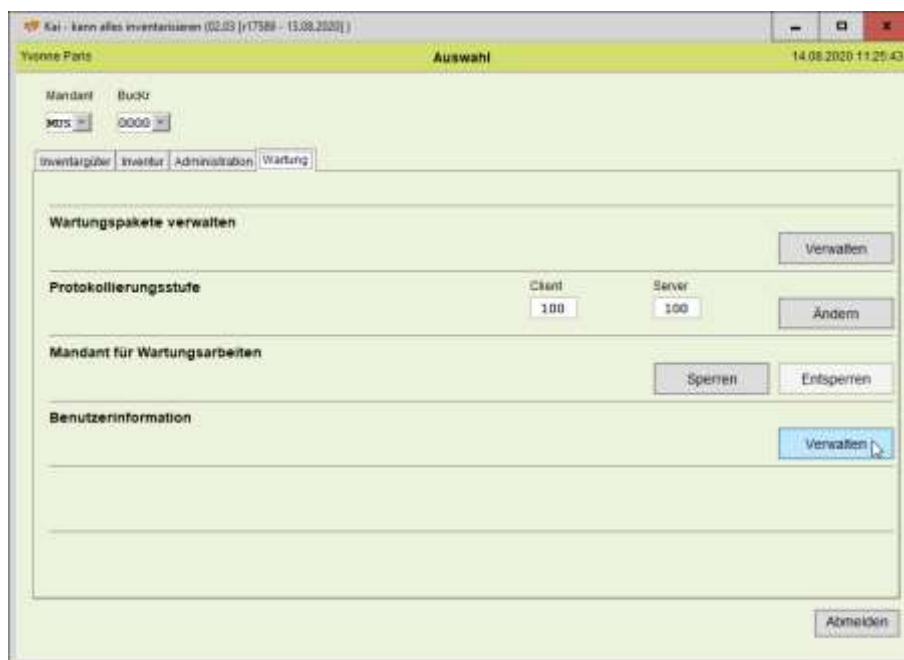 Kai - kann alles inventarisieren (02.03 [r17589 - 13.08.2020] )
Yvonne Paris Auswahl 14.08.2020 11:25:43
Mandant BuckKr
MUS 0000
Inventargüter Inventur Administration Wartung
Wartungspakete verwalten
Verwalten
Protokollierungsstufe Client Server
100 100 Ändern
Mandant für Wartungsarbeiten
Sperren Entsperren
Benutzerinformation
Verwalten
Abmelden